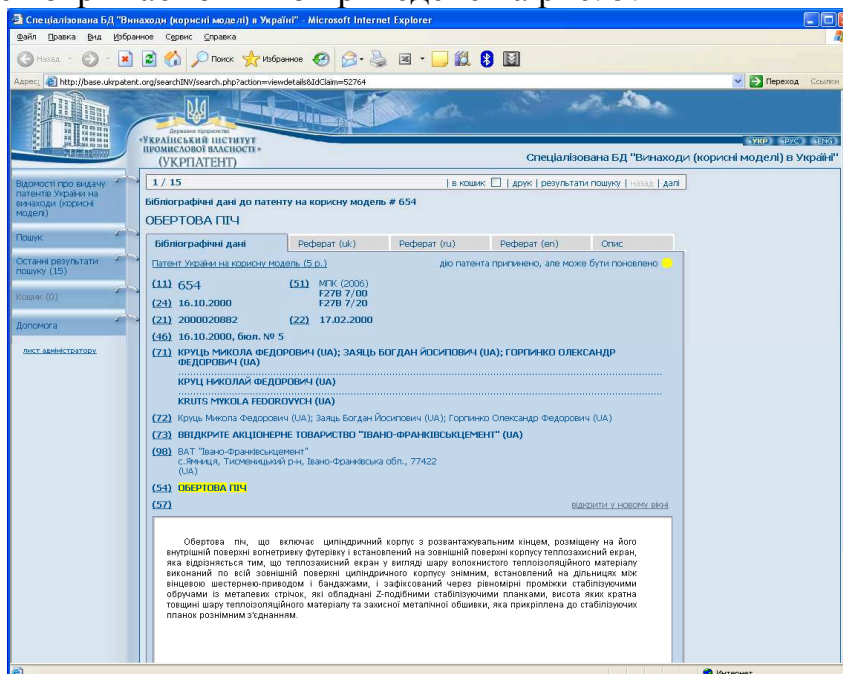 Спеціалізована БД "Винаходи (корисні моделі) в Україні" - Microsoft Internet Explorer
Файл Правка Вид Избранное Сервис Справка
Назад Поиск Избранное
Адрес: http://base.ukrpatent.org/searchINV/search.php?action=viewdetails&IdClaim=52764 Переход Ссылки
Державне підприємство
"УКРАЇНСЬКИЙ ІНСТИТУТ
ПРОМИСЛОВОЇ ВЛАСНОСТІ"
(УКРПАТЕНТ)
УКР РУС ENG
Спеціалізована БД "Винаходи (корисні моделі) в Україні"
Відомості про видачу
патентів України на
винаходи (корисні
моделі)
Пошук
Останні результати
пошуку (15)
Кошик (0)
Допомога
лист адміністратору
1 / 15 | в кошик | друк | результати пошуку | назад | далі
Бібліографічні дані до патенту на корисну модель # 654
ОБЕРТОВА ПІЧ
Бібліографічні дані Реферат (uk) Реферат (ru) Реферат (en) Опис
Патент України на корисну модель (5 р.) дію патента припинено, але може бути поновлено
(11) 654 (51) МПК (2006)
F27B 7/00
(24) 16.10.2000 F27B 7/20
(21) 2000020882 (22) 17.02.2000
(46) 16.10.2000, бюл. № 5
(71) КРУЦЬ МИКОЛА ФЕДОРОВИЧ (UA); ЗАЯЦЬ БОГДАН ЙОСИПОВИЧ (UA); ГОРПИНКО ОЛЕКСАНДР
ФЕДОРОВИЧ (UA)
КРУЦ НИКОЛАЙ ФЕДОРОВИЧ (UA)
KRUTS MYKOLA FEDOROVYCH (UA)
(72) Круць Микола Федорович (UA); Заяць Богдан Йосипович (UA); Горпинко Олександр Федорович (UA)
(73) ВВІДКРИТЕ АКЦІОНЕРНЕ ТОВАРИСТВО "ІВАНО-ФРАНКІВСЬКЦЕМЕНТ" (UA)
(98) ВАТ "Івано-Франківськцемент"
с.Ямниця, Тисменицький р-н, Івано-Франківська обл., 77422
(UA)
(54) ОБЕРТОВА ПІЧ
(57) відкрити у новому вікні
Обертова піч, що включає циліндричний корпус з розвантажувальним кінцем, розміщену на його
внутрішній поверхні вогнетривку футерівку і встановлений на зовнішній поверхні корпусу теплозахисний екран,
яка відрізняється тим, що теплозахисний екран у вигляді шару волокнистого теплоізоляційного матеріалу
виконаний по всій зовнішній поверхні циліндричного корпусу знімним, встановлений на дільницях між
вінцевою шестернею-приводом і бандажами, і зафіксований через рівномірні проміжки стабілізуючими
обручами із металевих стрічок, які обладнані Z-подібними стабілізуючими планками, висота яких кратна
товщині шару теплоізоляційного матеріалу та захисної металічної обшивки, яка прикріплена до стабілізуючих
планок рознімним з'єднанням.
Интернет